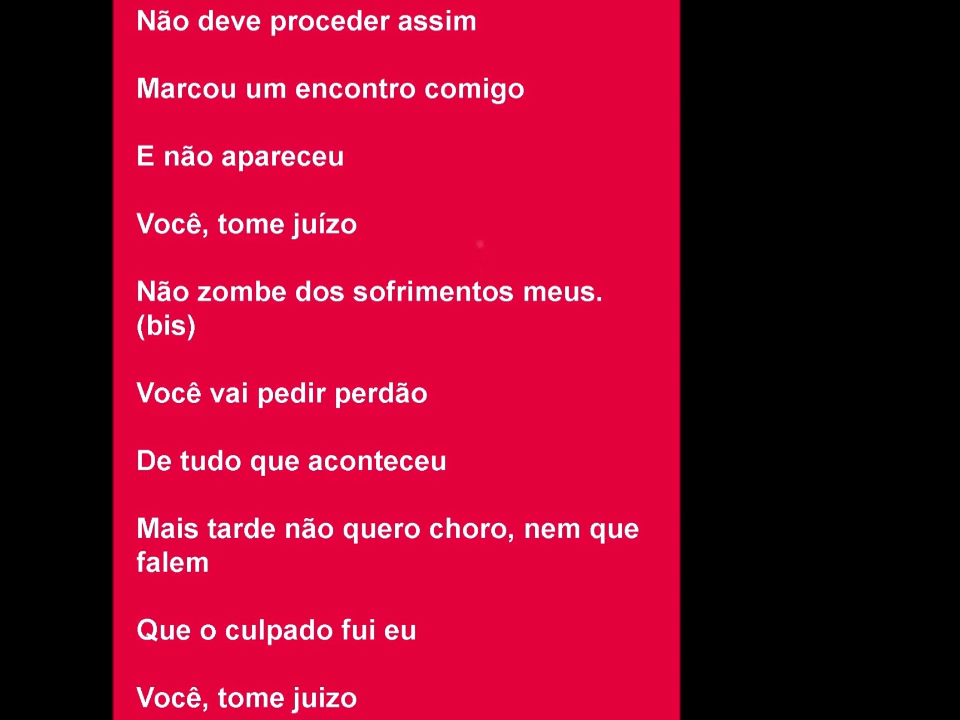 Não deve proceder assim
Marcou um encontro comigo
E não apareceu
Você, tome juízo
Não zombe dos sofrimentos meus.
(bis)
Você vai pedir perdão
De tudo que aconteceu
Mais tarde não quero choro, nem que
falem
Que o culpado fui eu
Você, tome juizo